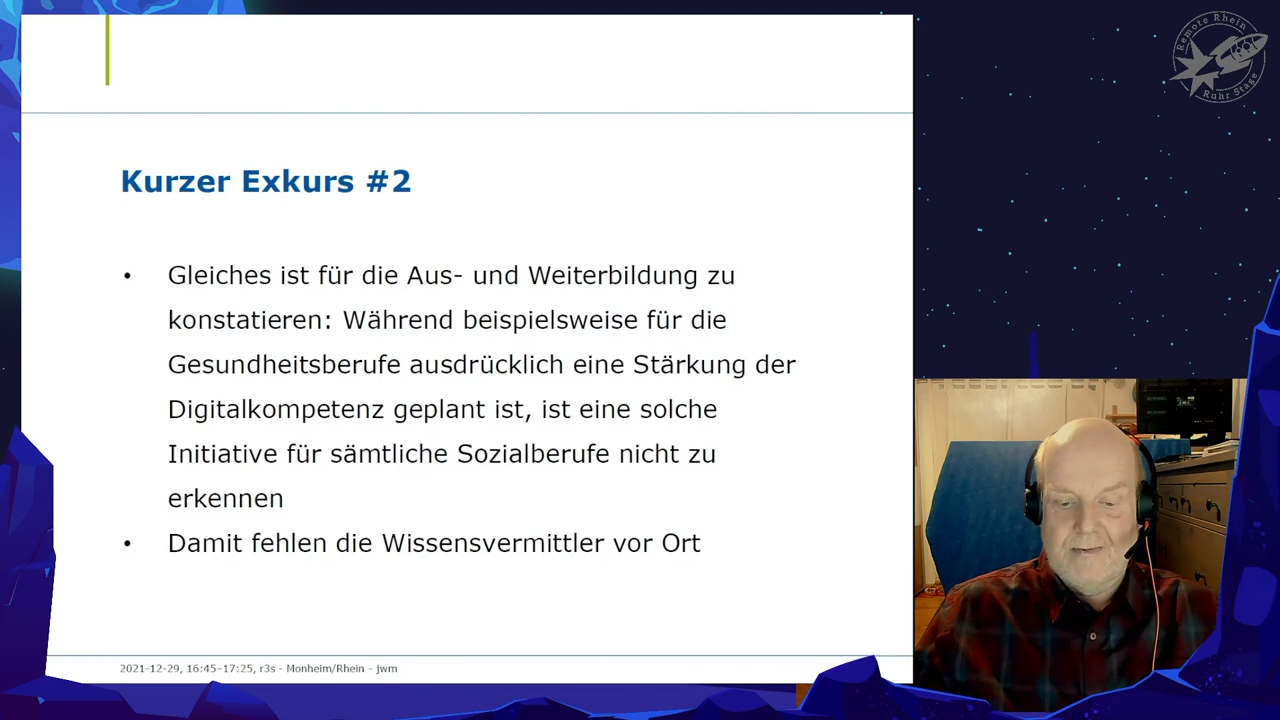 Remote Rhein
Ruhr Stage
Kurzer Exkurs #2
• Gleiches ist für die Aus- und Weiterbildung zu
konstatieren: Während beispielsweise für die
Gesundheitsberufe ausdrücklich eine Stärkung der
Digitalkompetenz geplant ist, ist eine solche
Initiative für sämtliche Sozialberufe nicht zu
erkennen
• Damit fehlen die Wissensvermittler vor Ort
2021-12-29, 16:45–17:25, r3s - Monheim/Rhein - jwm